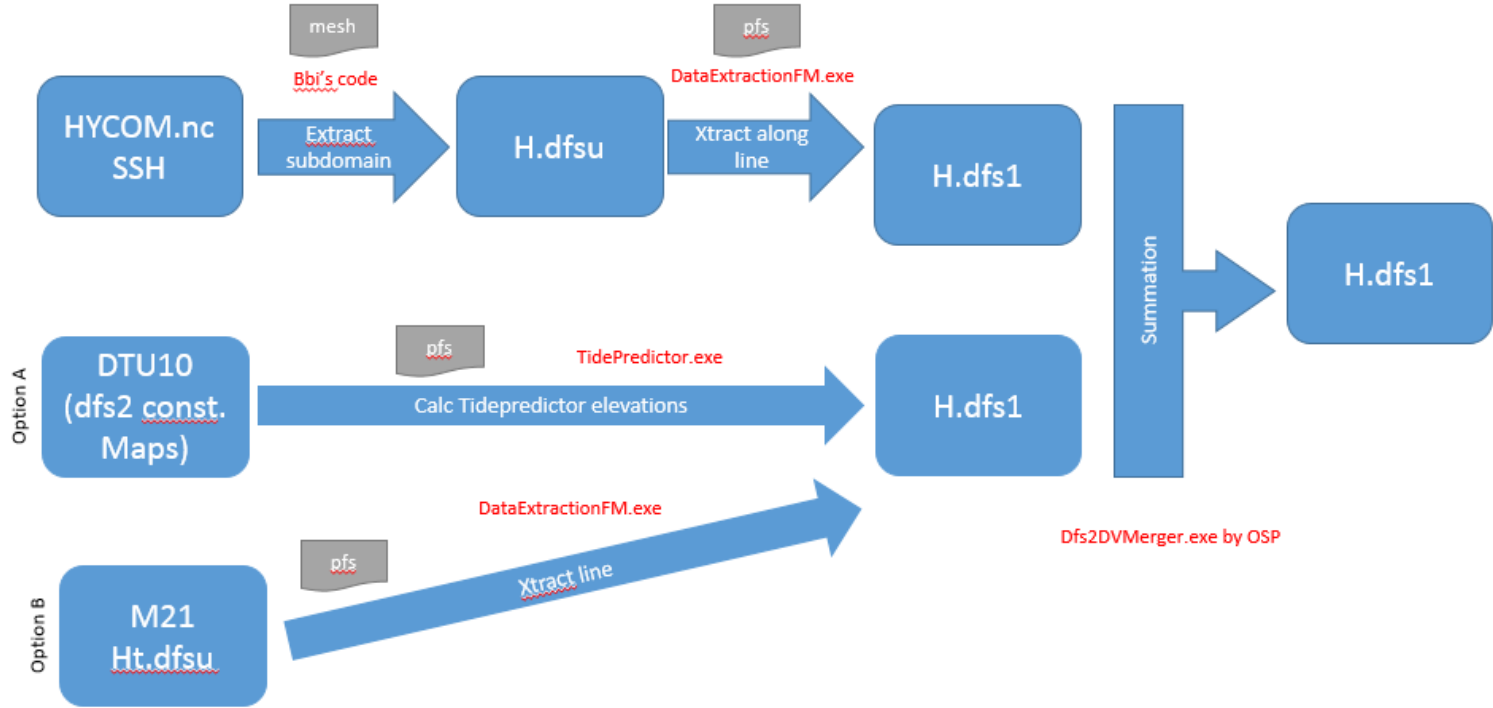 mesh
pfs
Bbi's code
DataExtractionFM.exe
HYCOM.nc
SSH
Extract
subdomain
H.dfsu
Xtract along
line
H.dfs1
Summation
H.dfs1
Option A
DTU10
(dfs2 const.
Maps)
pfs
TidePredictor.exe
Calc Tidepredictor elevations
H.dfs1
DataExtractionFM.exe
Dfs2DVMerger.exe by OSP
Option B
M21
Ht.dfsu
pfs
Xtract line